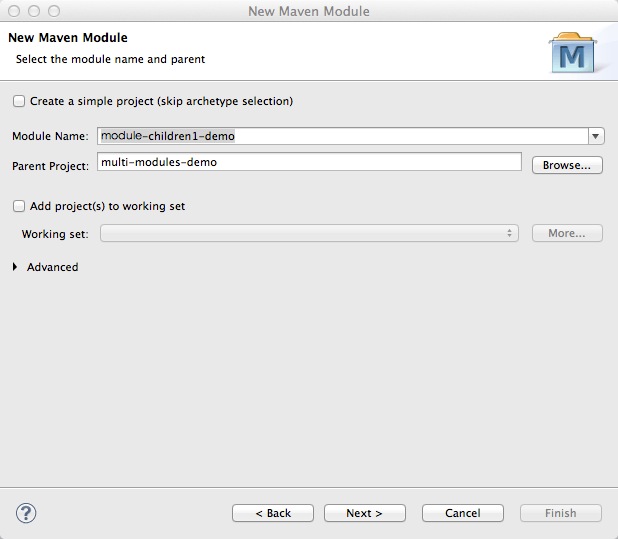 New Maven Module
New Maven Module
Select the module name and parent
M
Create a simple project (skip archetype selection)
Module Name: module-children1-demo
Parent Project: multi-modules-demo
Browse...
Add project(s) to working set
Working set:
More...
Advanced
?
< Back
Next >
Cancel
Finish